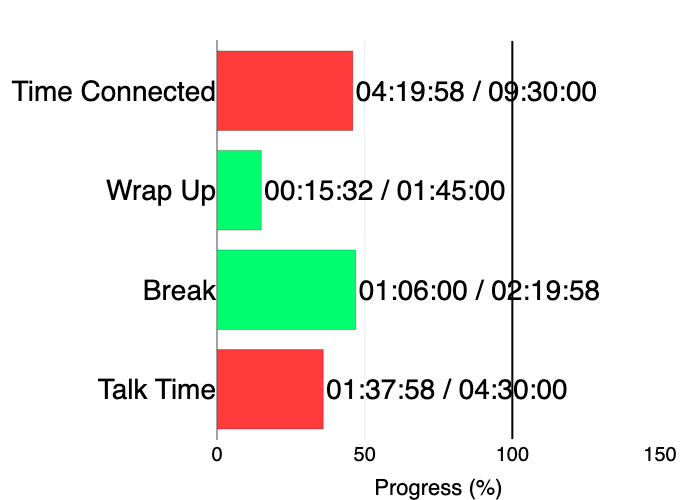 Time Connected 04:19:58 / 09:30:00
Wrap Up 00:15:32 / 01:45:00
Break 01:06:00 / 02:19:58
Talk Time 01:37:58 / 04:30:00
0 50 100 150
Progress (%)